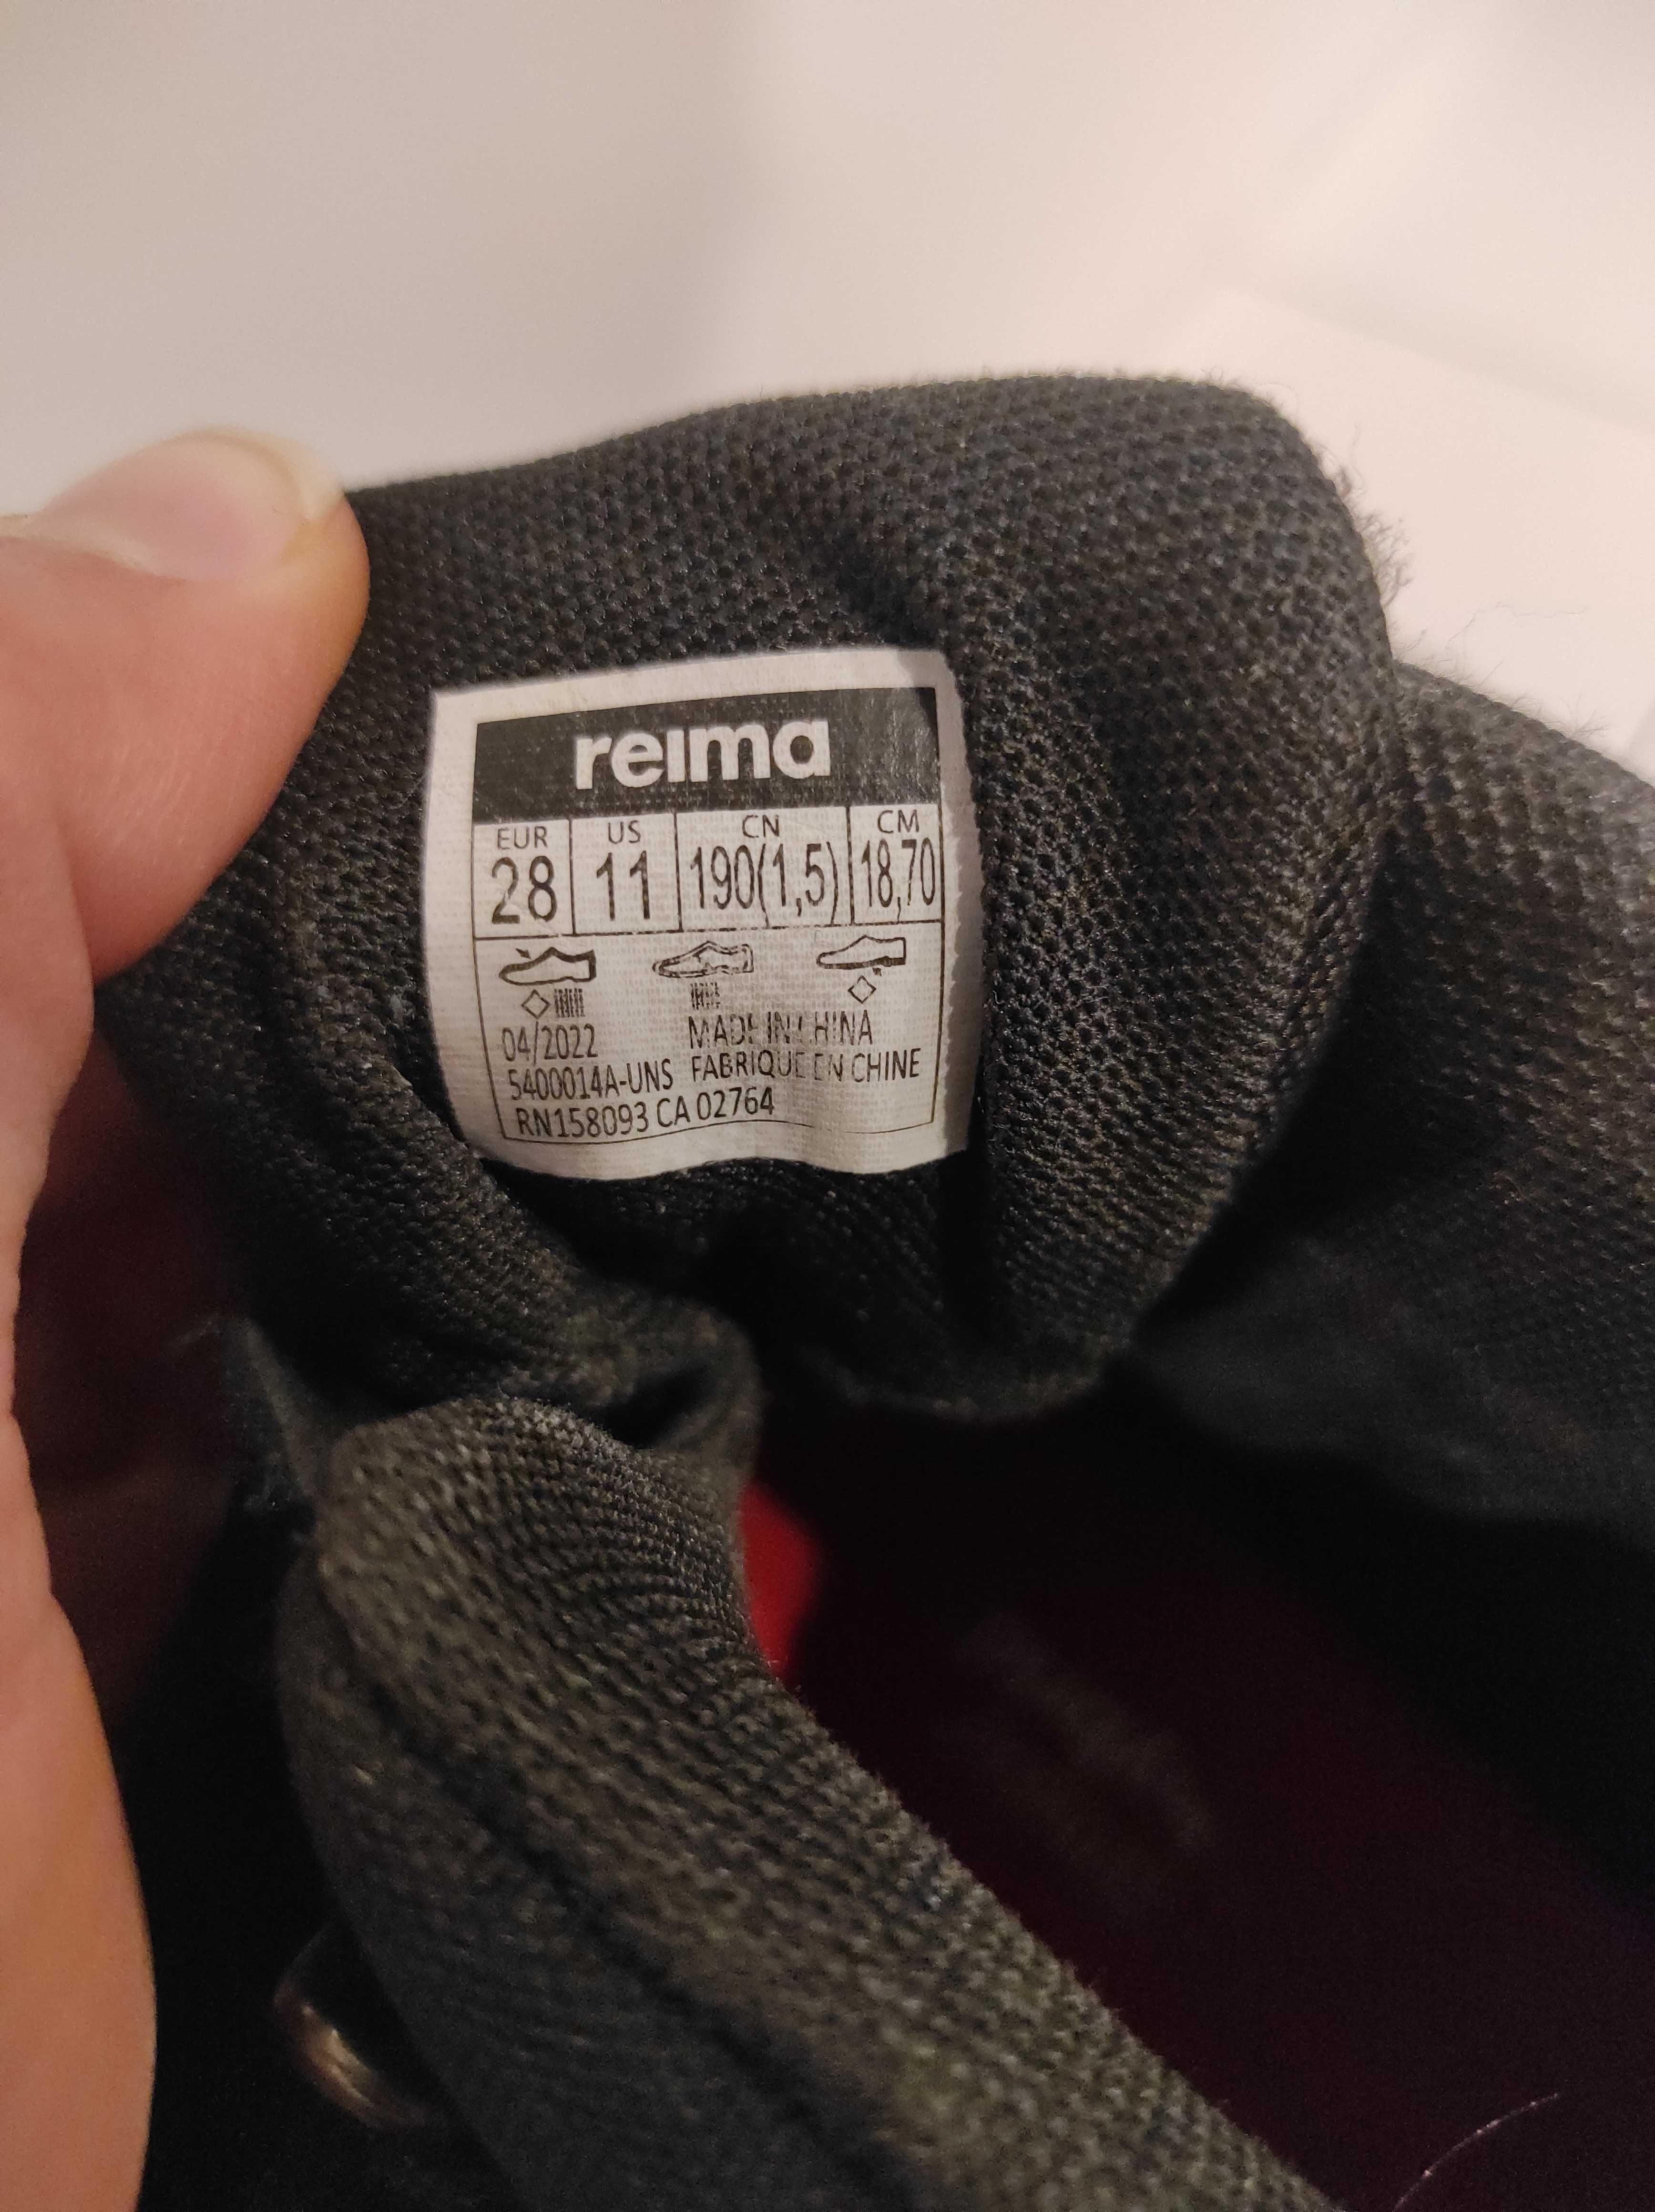 reima
EUR US CN CM
28 11 190(1,5) 18,70
04/2022 MADE IN CHINA
5400014A-UNS FABRIQUE EN CHINE
RN158093 CA 02764